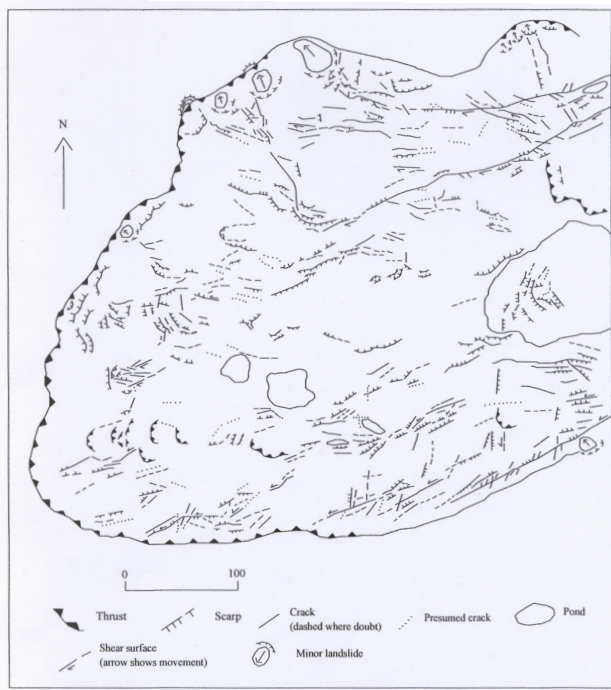 N
0 100
Thrust
Scarp
Crack
(dashed where doubt)
Presumed crack
Pond
Shear surface
(arrow shows movement)
Minor landslide